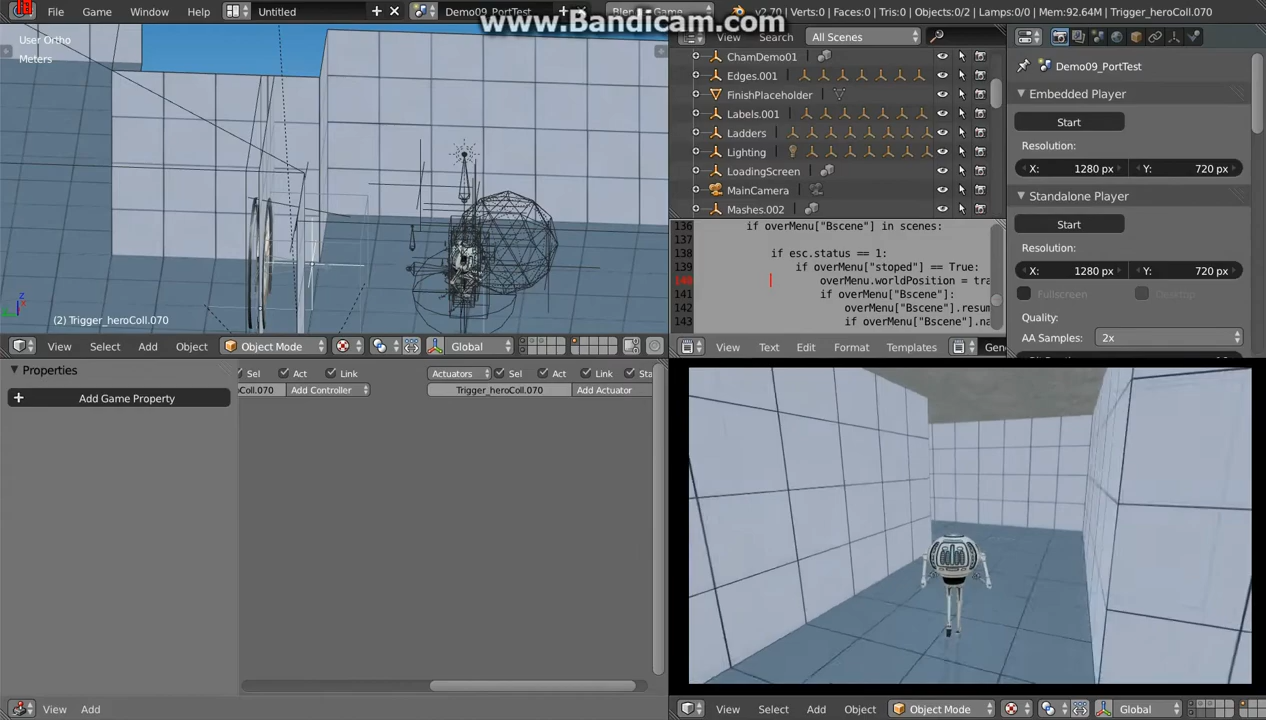 File Game Window Help Untitled Demo09_PortTest v2.70 | Verts:0 | Faces:0 | Tris:0 | Objects:0/2 | Lamps:0/0 | Mem:92.64M | Trigger_heroColl.070
www.Bandicam.com
User Ortho
Meters
(2) Trigger_heroColl.070
View Select Add Object Object Mode Global
View Search All Scenes
ChamDemo01
Edges.001
FinishPlaceholder
Labels.001
Ladders
Lighting
LoadingScreen
MainCamera
Mashes.002
136 if overMenu["Bscene"] in scenes:
137
138 if esc.status == 1:
139 if overMenu["stoped"] == True:
140 overMenu.worldPosition = tra
141 if overMenu["Bscene"]:
142 overMenu["Bscene"].resum
143 if overMenu["Bscene"].na
View Text Edit Format Templates Gen
Demo09_PortTest
Embedded Player
Start
Resolution:
X: 1280 px Y: 720 px
Standalone Player
Start
Resolution:
X: 1280 px Y: 720 px
Fullscreen Desktop
Quality:
AA Samples: 2x
Properties
Add Game Property
Sel Act Link
Coll.070 Add Controller
Actuators Sel Act Link Sta
Trigger_heroColl.070 Add Actuator
View Add
View Select Add Object Object Mode Global